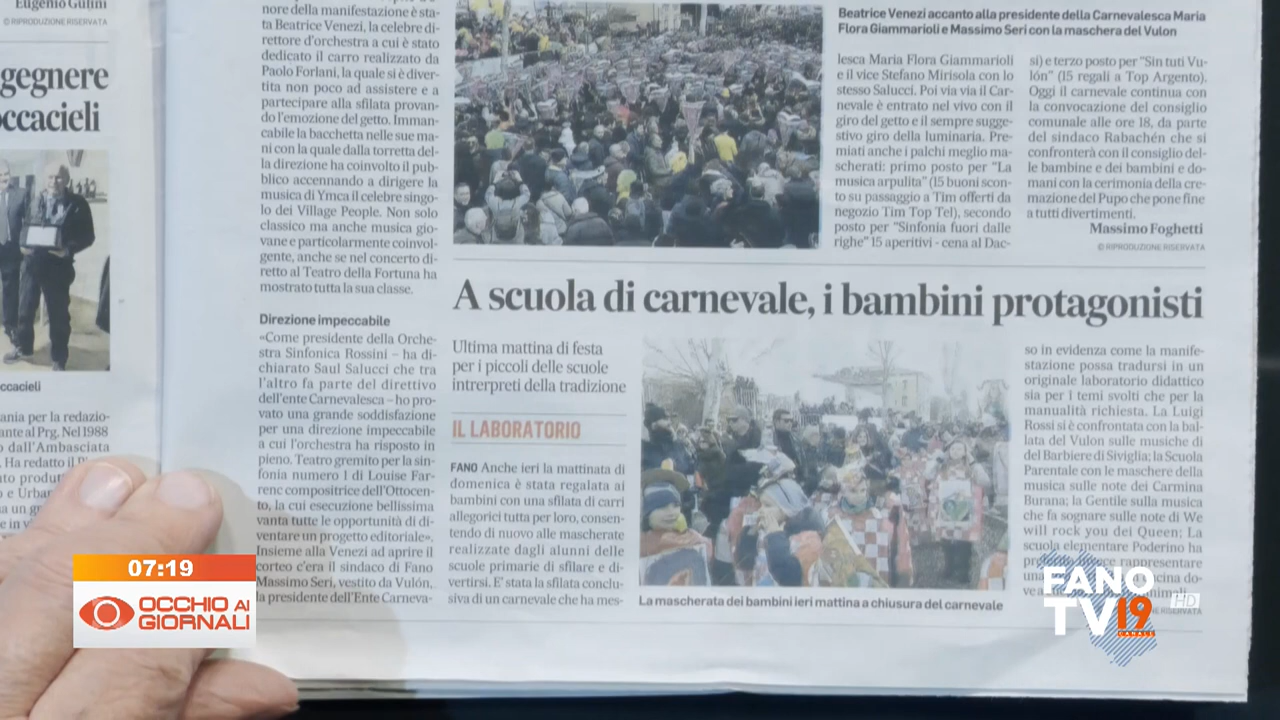 Eugenio Gulini
© RIPRODUZIONE RISERVATA
gegnere
occacieli
ccacieli
ania per la redazio-
ante al Prg. Nel 1988
dall'Ambasciata
Ha redatto il
produ
e Urban
nore della manifestazione è sta-
ta Beatrice Venezi, la celebre di-
rettore d'orchestra a cui è stato
dedicato il carro realizzato da
Paolo Forlani, la quale si è diver-
tita non poco ad assistere e a
partecipare alla sfilata provan-
do l'emozione del getto. Imman-
cabile la bacchetta nelle sue ma-
ni con la quale dalla torretta del-
la direzione ha coinvolto il pub-
blico accennando a dirigere la
musica di Ymca il celebre singo-
lo dei Village People. Non solo
classico ma anche musica gio-
vane e particolarmente coinvol-
gente, anche se nel concerto di-
retto al Teatro della Fortuna ha
mostrato tutta la sua classe.
Direzione impeccabile
«Come presidente della Orche-
stra Sinfonica Rossini – ha di-
chiarato Saul Salucci che tra
l'altro fa parte del direttivo
dell'ente Carnevalesca – ho pro-
vato una grande soddisfazione
per una direzione impeccabile
a cui l'orchestra ha risposto in
pieno. Teatro gremito per la sin-
fonia numero 1 di Louise Far-
renc compositrice dell'Ottocen-
to, la cui esecuzione bellissima
vanta tutte le opportunità di di-
ventare un progetto editoriale».
Insieme alla Venezi ad aprire il
corteo c'era il sindaco di Fano
Massimo Seri, vestito da Vulón,
la presidente dell'Ente Carneva-
Beatrice Venezi accanto alla presidente della Carnevalesca Maria
Flora Giammarioli e Massimo Seri con la maschera del Vulon
lesca Maria Flora Giammarioli
e il vice Stefano Mirisola con lo
stesso Salucci. Poi via via il Car-
nevale è entrato nel vivo con il
giro del getto e il sempre sugge-
stivo giro della luminaria. Pre-
miati anche i palchi meglio ma-
scherati: primo posto per "La
musica arpulita" (15 buoni scon-
to su passaggio a Tim offerti da
negozio Tim Top Tel), secondo
posto per "Sinfonia fuori dalle
righe" 15 aperitivi - cena al Dac-
si) e terzo posto per "Sin tuti Vu-
lón" (15 regali a Top Argento).
Oggi il carnevale continua con
la convocazione del consiglio
comunale alle ore 18, da parte
del sindaco Rabachén che si
confronterà con il consiglio del-
le bambine e dei bambini e do-
mani con la cerimonia della cre-
mazione del Pupo che pone fine
a tutti divertimenti.
Massimo Foghetti
© RIPRODUZIONE RISERVATA
A scuola di carnevale, i bambini protagonisti
Ultima mattina di festa
per i piccoli delle scuole
intrerpreti della tradizione
IL LABORATORIO
FANO Anche ieri la mattinata di
domenica è stata regalata ai
bambini con una sfilata di carri
allegorici tutta per loro, consen-
tendo di nuovo alle mascherate
realizzate dagli alunni delle
scuole primarie di sfilare e di-
vertirsi. E' stata la sfilata conclu-
siva di un carnevale che ha mes-
La mascherata dei bambini ieri mattina a chiusura del carnevale
so in evidenza come la manife-
stazione possa tradursi in un
originale laboratorio didattico
sia per i temi svolti che per la
manualità richiesta. La Luigi
Rossi si è confrontata con la bal-
lata del Vulon sulle musiche di
Barbiere di Siviglia; la Scuola
Parentale con le maschere della
musica sulle note dei Carmina
Burana; la Gentile sulla musica
che fa sognare sulle note di We
will rock you dei Queen; La
scuola elementare Poderino ha
07:19
OCCHIO AI
GIORNALI
FANO
TV19 HD
CANALE